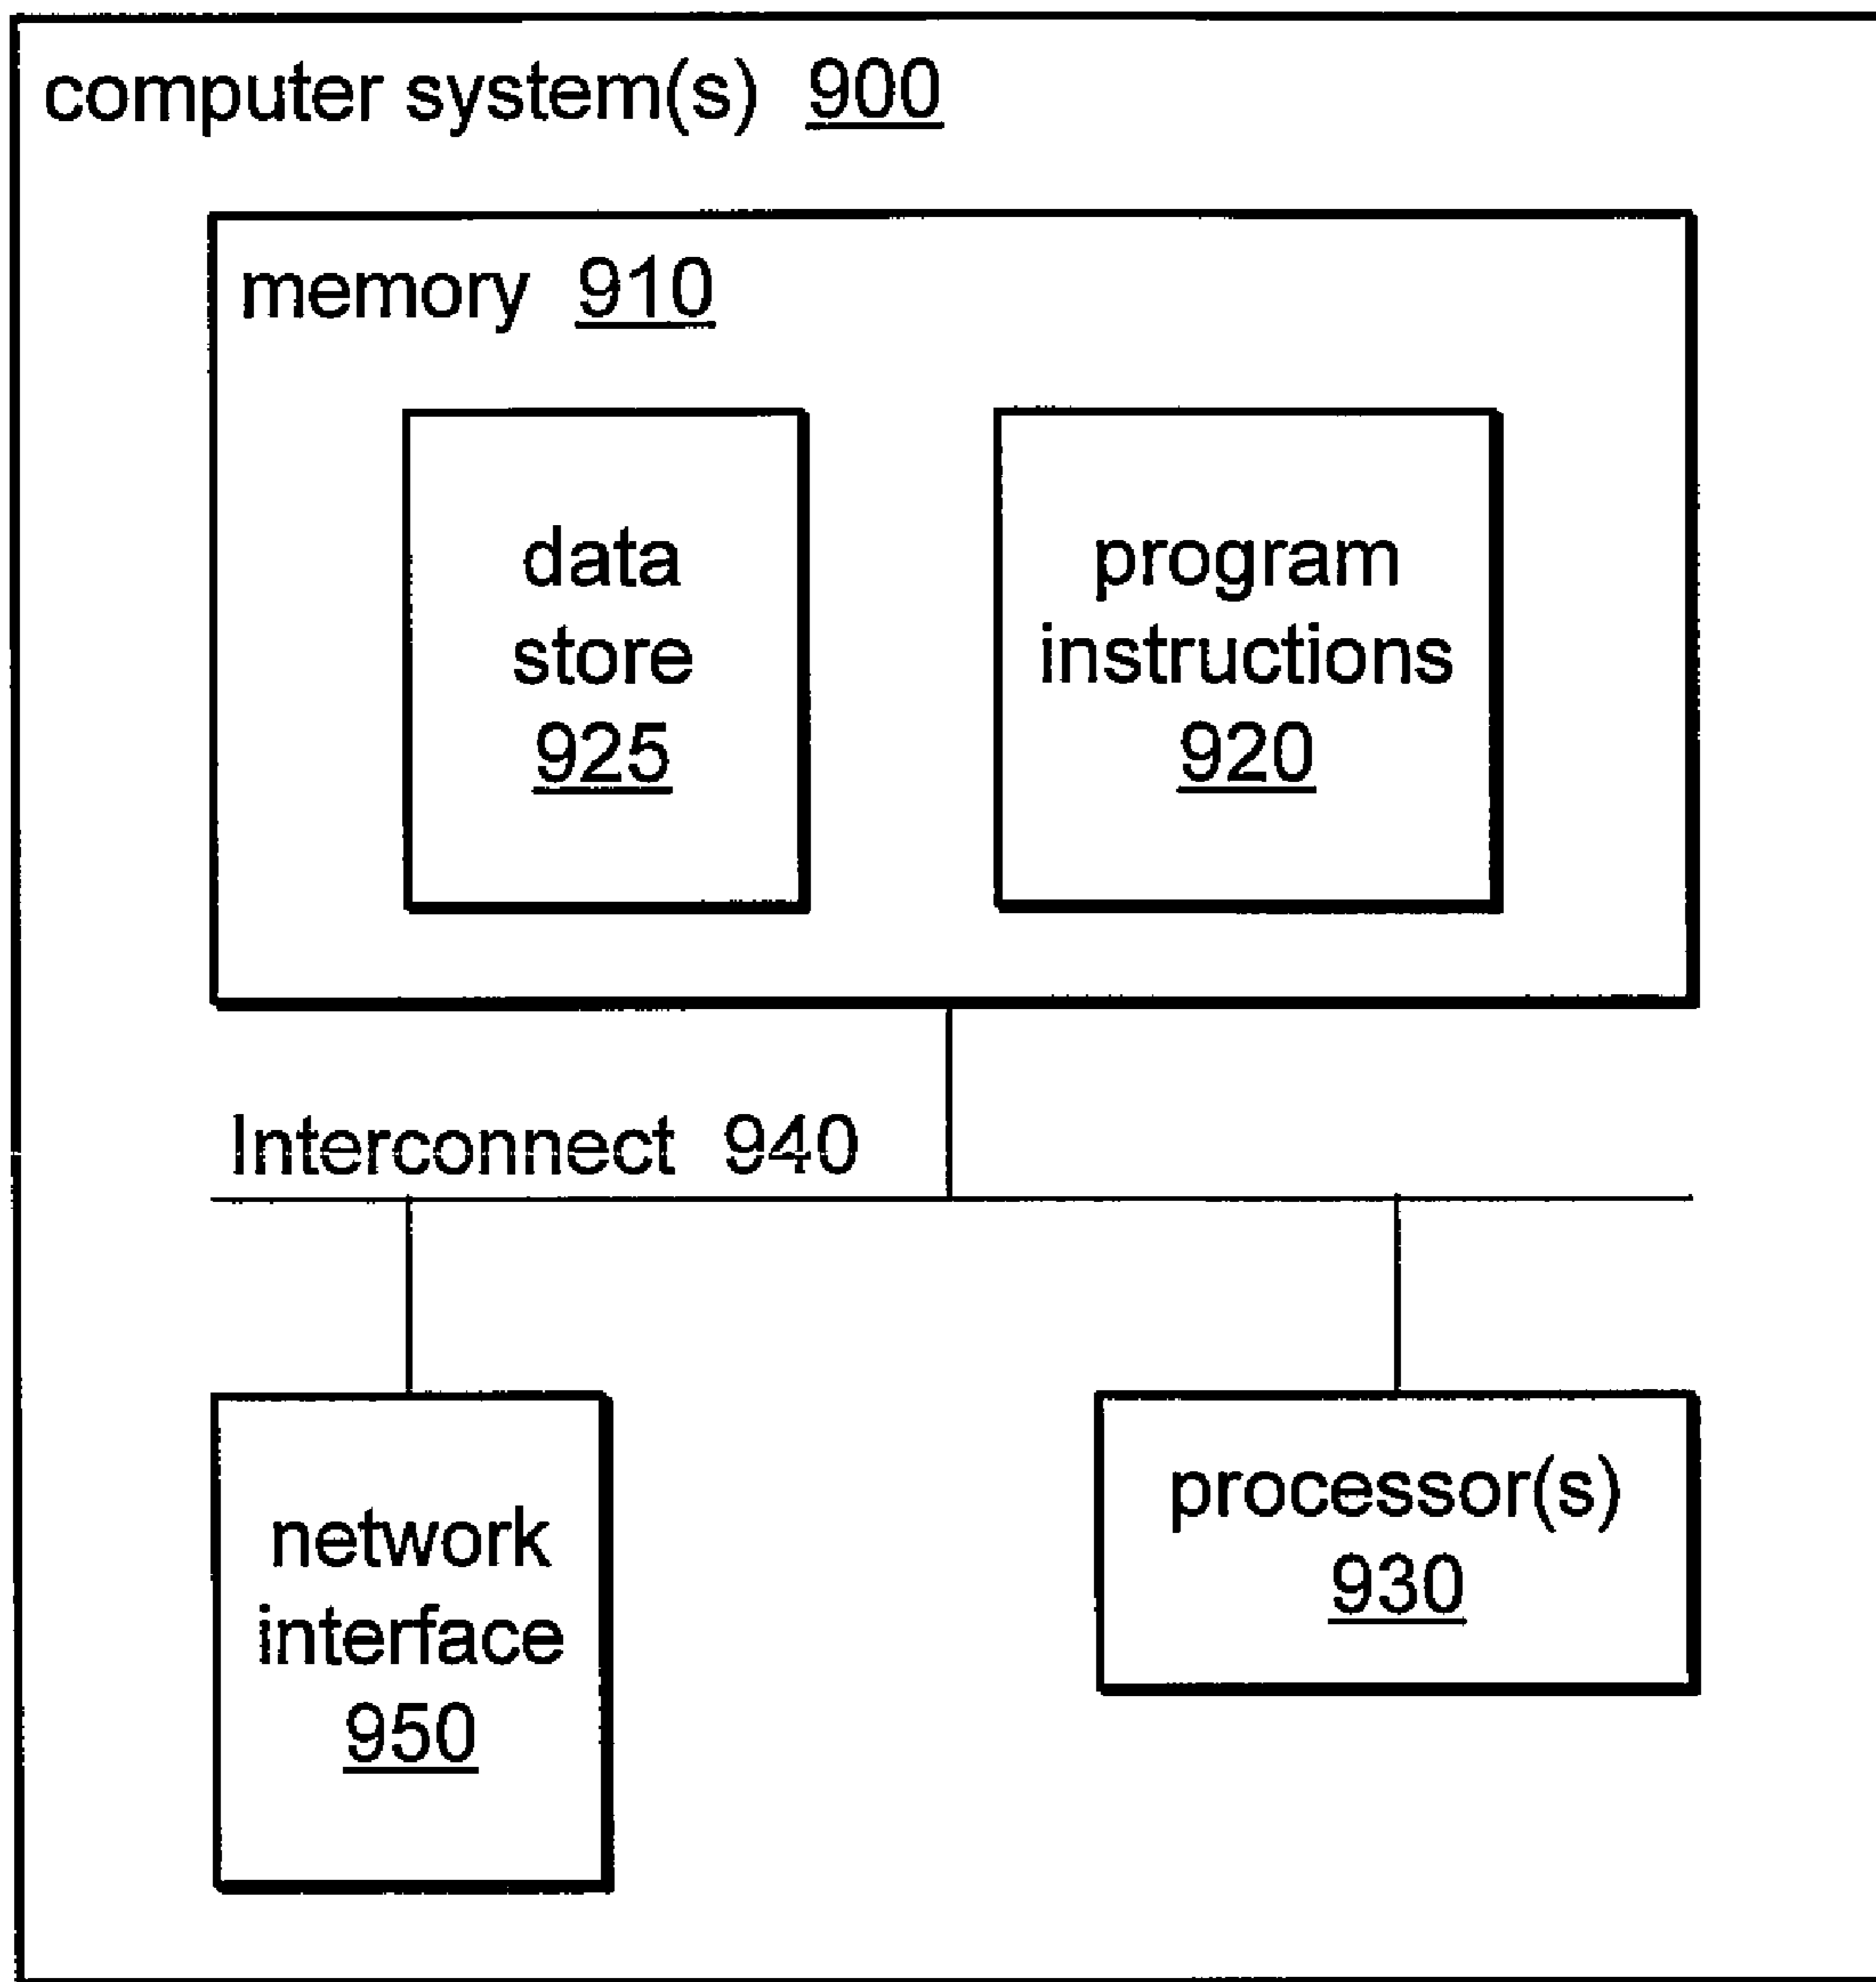 computer system(s) 900
memory 910
data
store
925
program
instructions
920
Interconnect 940
network
interface
950
processor(s)
930